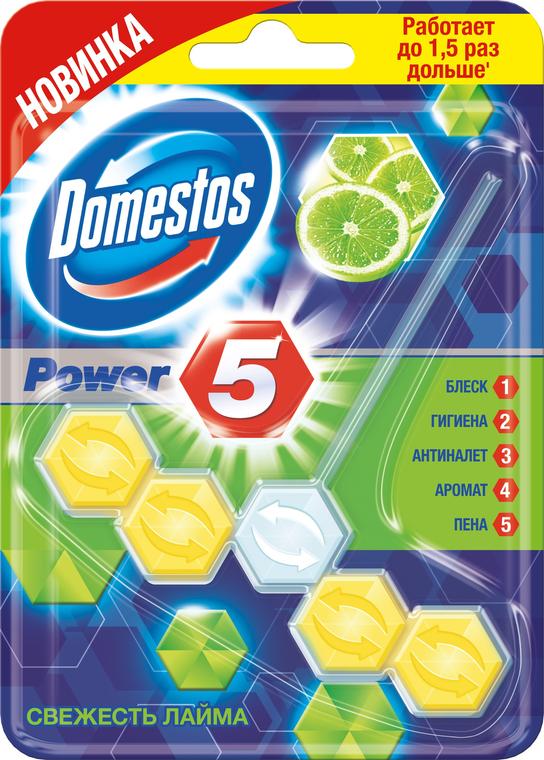 НОВИНКА
Работает
до 1,5 раз
дольше¹
Domestos
Power 5
БЛЕСК 1
ГИГИЕНА 2
АНТИНАЛЕТ 3
АРОМАТ 4
ПЕНА 5
СВЕЖЕСТЬ ЛАЙМА